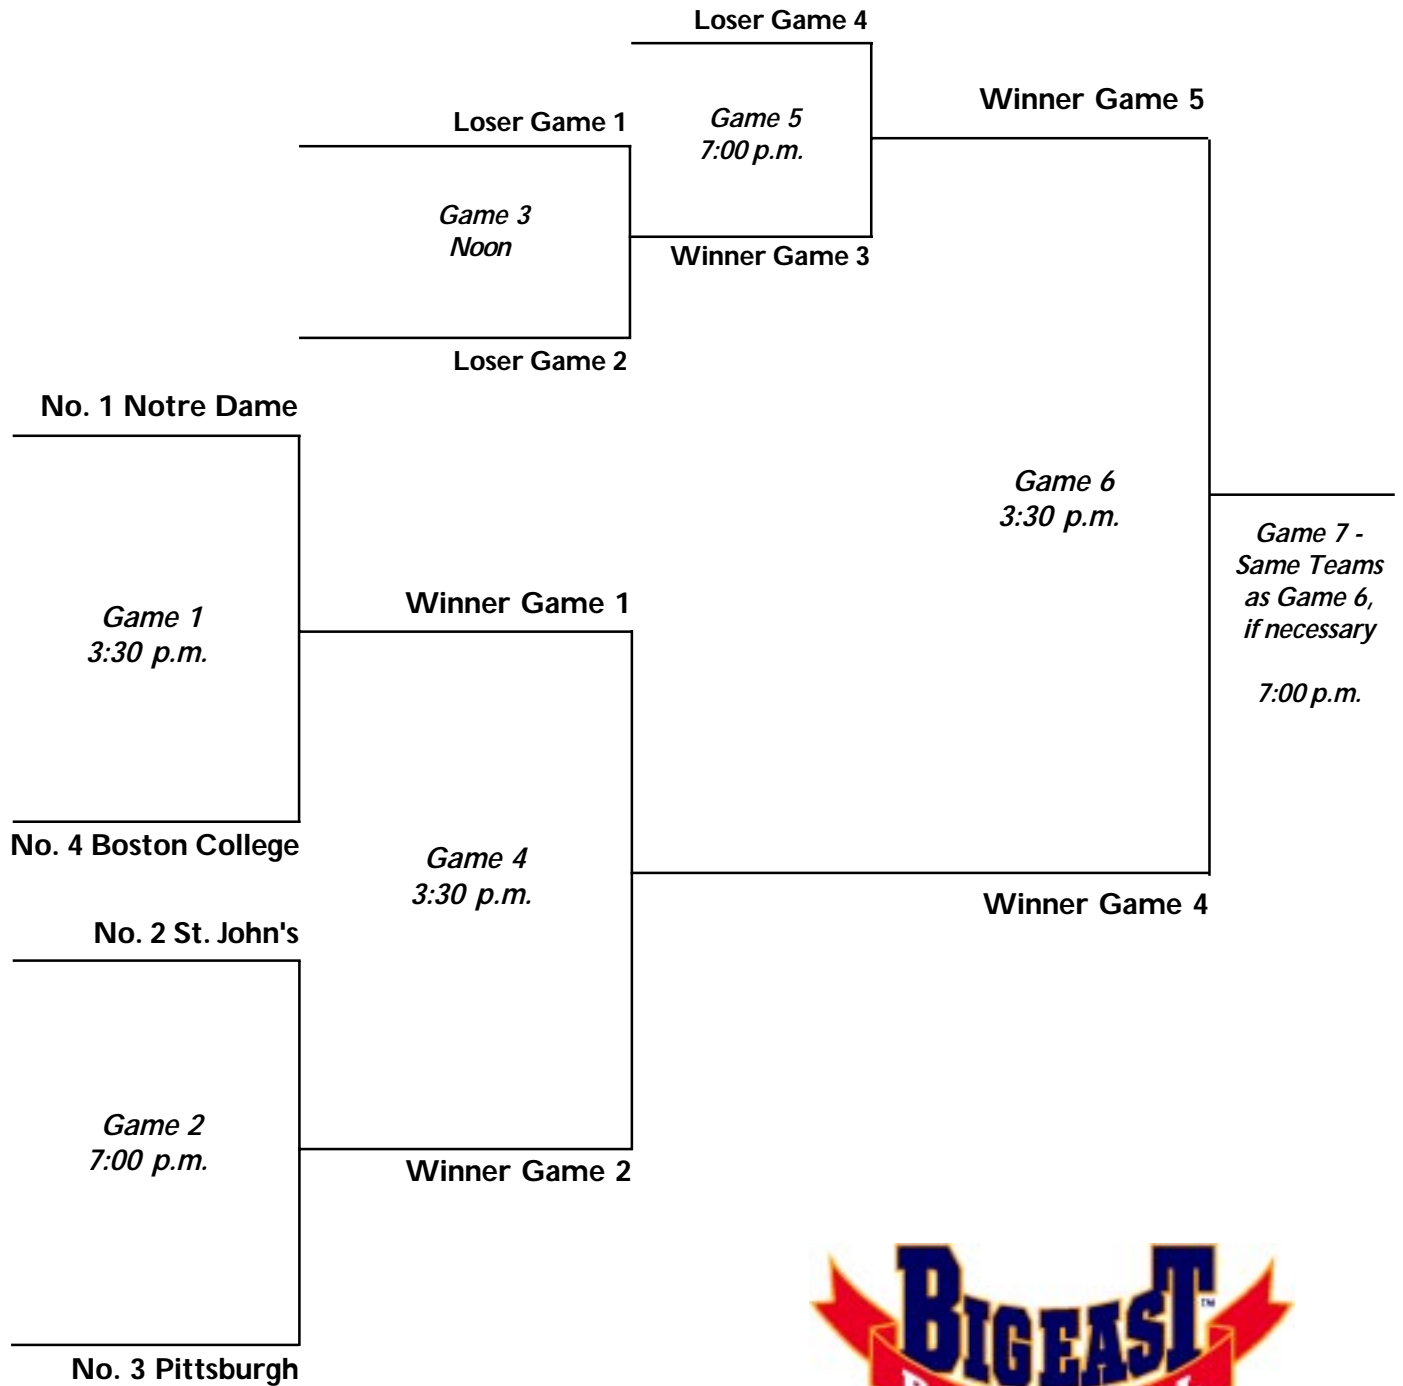 Loser Game 4
Game 5
7:00 p.m.
Winner Game 5
Loser Game 1
Game 3
Noon
Winner Game 3
Loser Game 2
No. 1 Notre Dame
Game 1
3:30 p.m.
No. 4 Boston College
Winner Game 1
Game 6
3:30 p.m.
Game 7 -
Same Teams
as Game 6,
if necessary
7:00 p.m.
Game 4
3:30 p.m.
Winner Game 4
No. 2 St. John's
Game 2
7:00 p.m.
Winner Game 2
No. 3 Pittsburgh
BIG EAST™